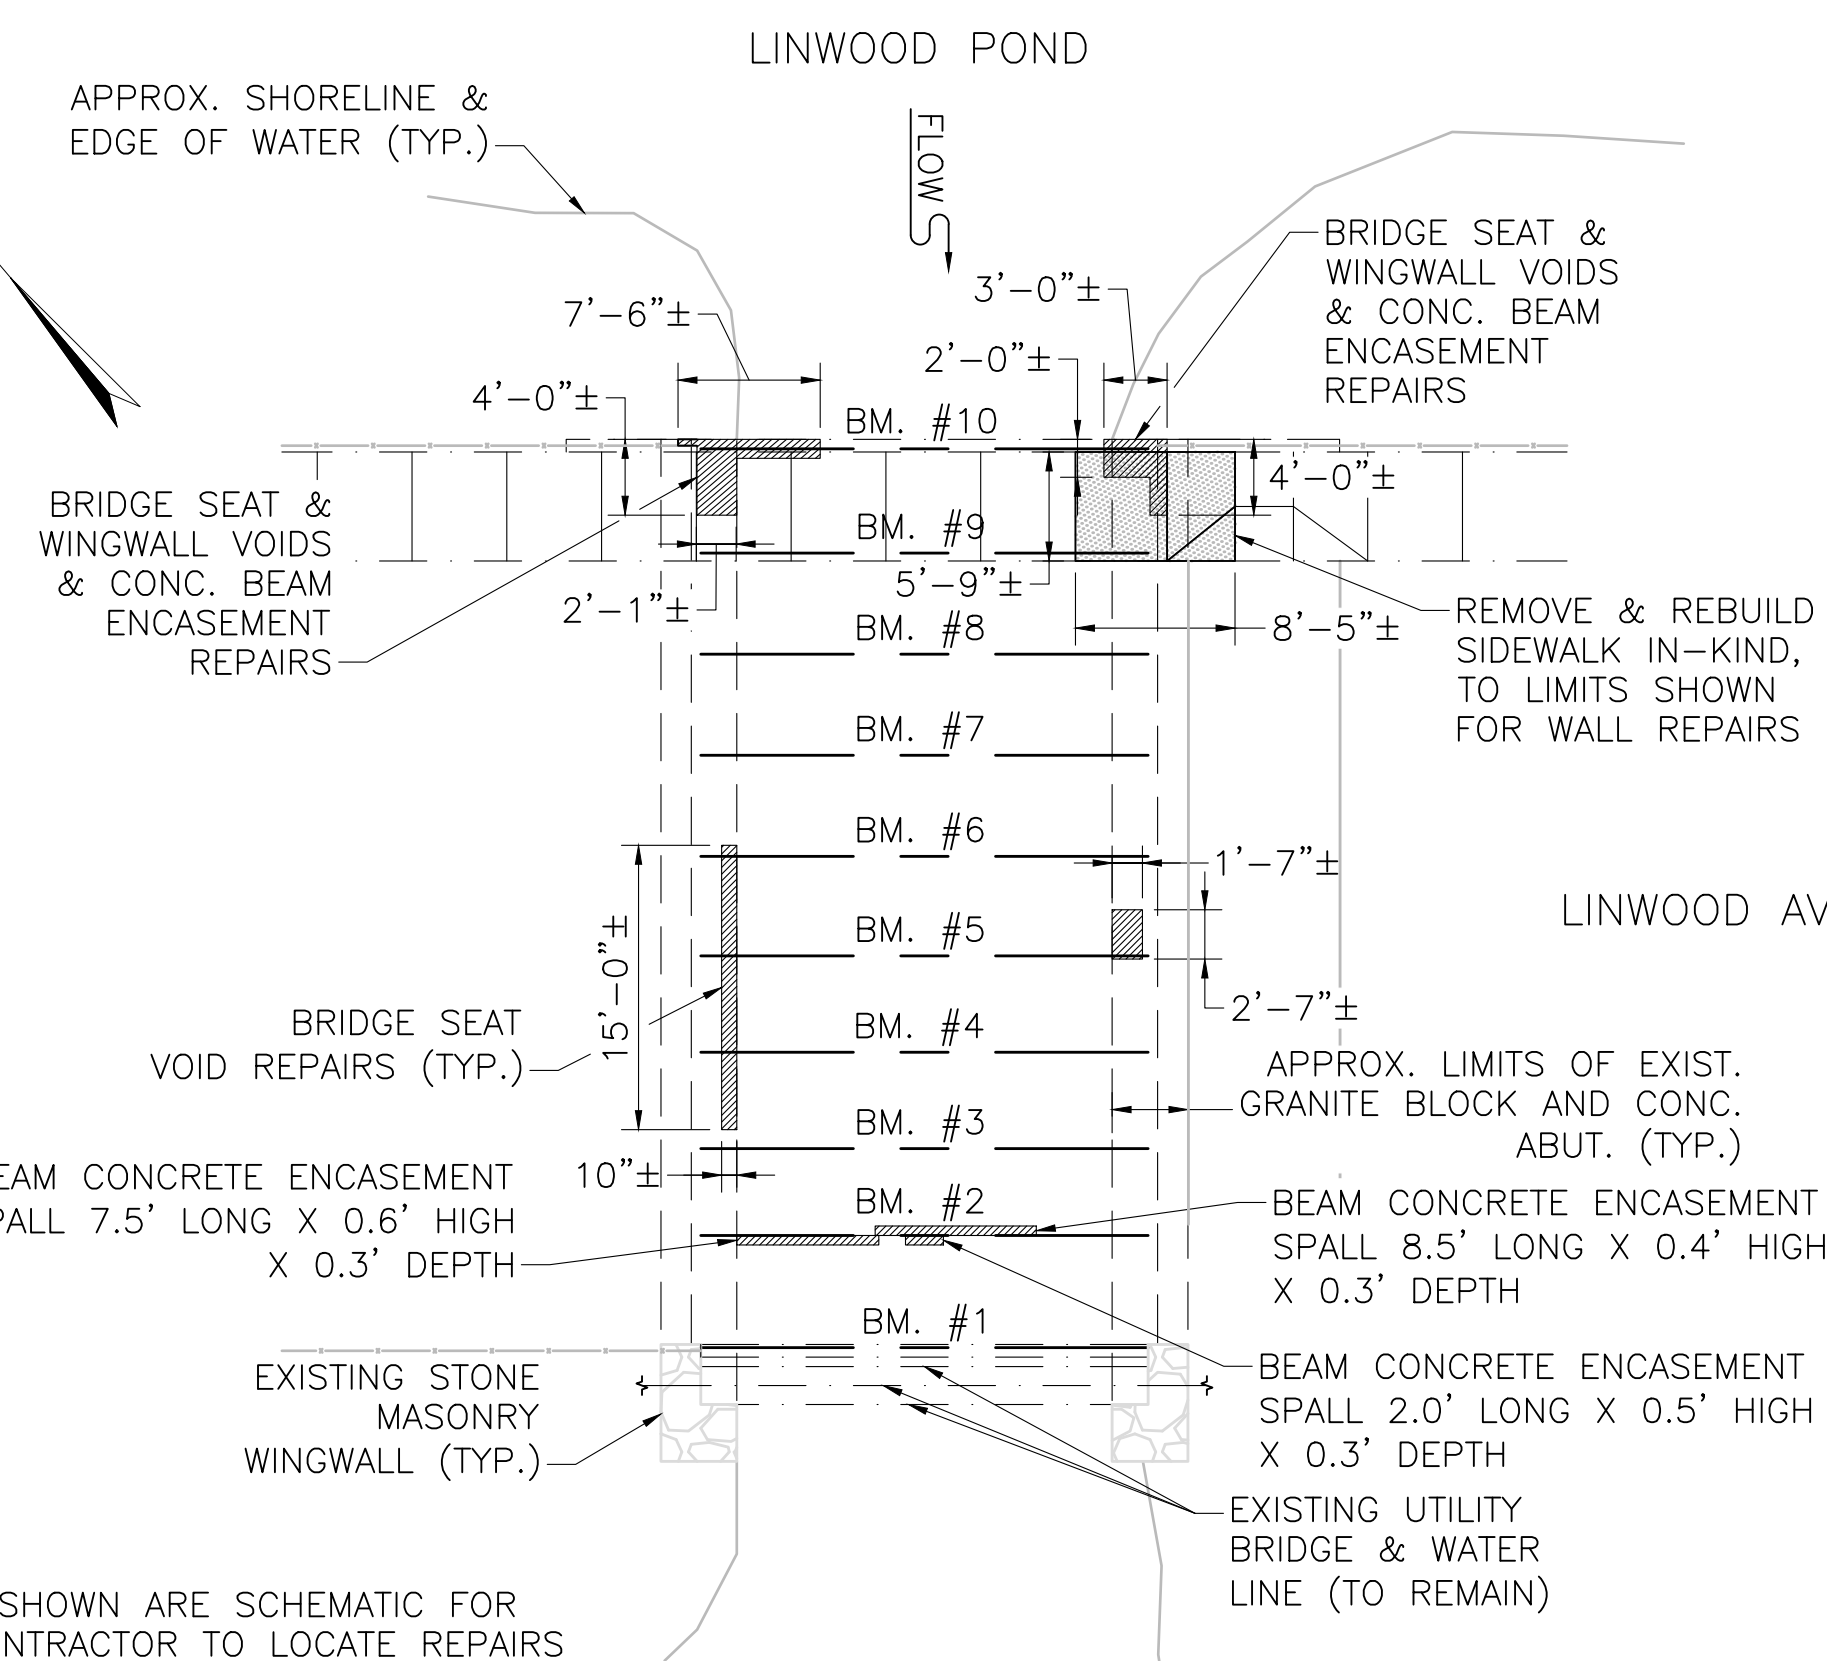 LINWOOD POND
APPROX. SHORELINE &
EDGE OF WATER (TYP.)
FLOW
BRIDGE SEAT &
WINGWALL VOIDS
& CONC. BEAM
ENCASEMENT
REPAIRS
3'-0"±
7'-6"±
2'-0"±
4'-0"±
BM. #10
4'-0"±
BRIDGE SEAT &
WINGWALL VOIDS
& CONC. BEAM
ENCASEMENT
REPAIRS
BM. #9
5'-9"±
2'-1"±
BM. #8
8'-5"±
REMOVE & REBUILD
SIDEWALK IN-KIND,
TO LIMITS SHOWN
FOR WALL REPAIRS
BM. #7
BM. #6
1'-7"±
LINWOOD AV
BM. #5
15'-0"±
2'-7"±
BRIDGE SEAT
VOID REPAIRS (TYP.)
BM. #4
APPROX. LIMITS OF EXIST.
GRANITE BLOCK AND CONC.
ABUT. (TYP.)
BM. #3
10"±
EAM CONCRETE ENCASEMENT
PALL 7.5' LONG X 0.6' HIGH
X 0.3' DEPTH
BM. #2
BEAM CONCRETE ENCASEMENT
SPALL 8.5' LONG X 0.4' HIGH
X 0.3' DEPTH
BM. #1
EXISTING STONE
MASONRY
WINGWALL (TYP.)
BEAM CONCRETE ENCASEMENT
SPALL 2.0' LONG X 0.5' HIGH
X 0.3' DEPTH
EXISTING UTILITY
BRIDGE & WATER
LINE (TO REMAIN)
SHOWN ARE SCHEMATIC FOR
NTRACTOR TO LOCATE REPAIRS